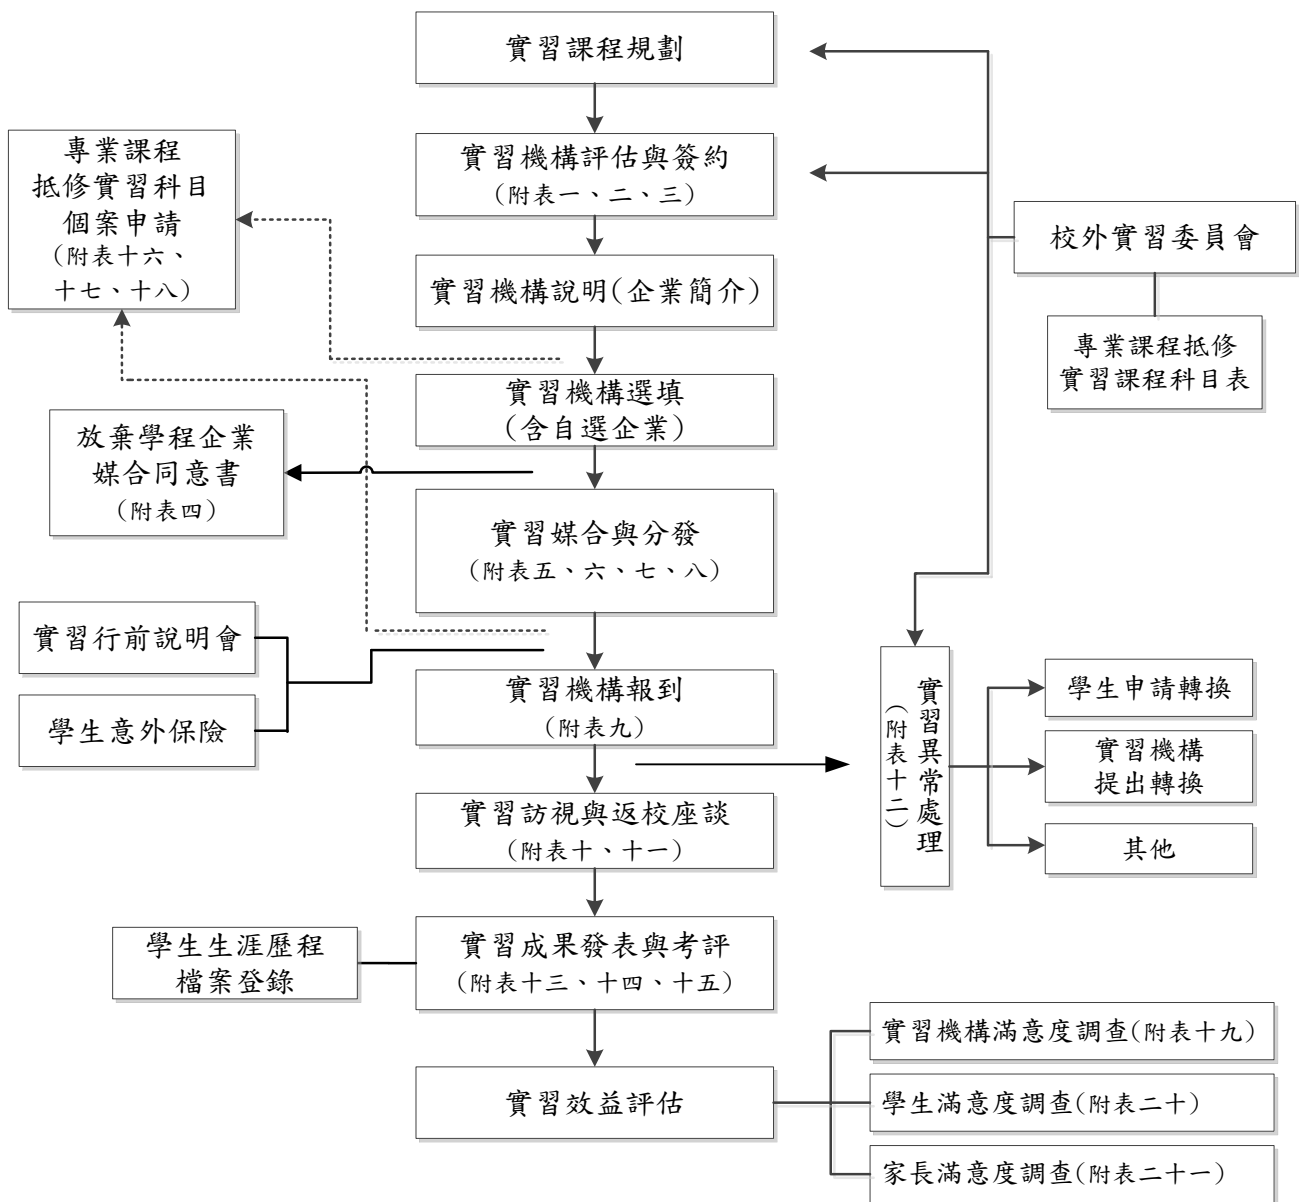 實習課程規劃
實習機構評估與簽約
(附表一、二、三)
專業課程
抵修實習科目
個案申請
(附表十六、
十七、十八)
校外實習委員會
實習機構說明(企業簡介)
專業課程抵修
實習課程科目表
實習機構選填
(含自選企業)
放棄學程企業
媒合同意書
(附表四)
實習媒合與分發
(附表五、六、七、八)
實習行前說明會
學生意外保險
實習機構報到
(附表九)
實習異常處理
(附表十二)
學生申請轉換
實習機構
提出轉換
其他
實習訪視與返校座談
(附表十、十一)
學生生涯歷程
檔案登錄
實習成果發表與考評
(附表十三、十四、十五)
實習效益評估
實習機構滿意度調查(附表十九)
學生滿意度調查(附表二十)
家長滿意度調查(附表二十一)